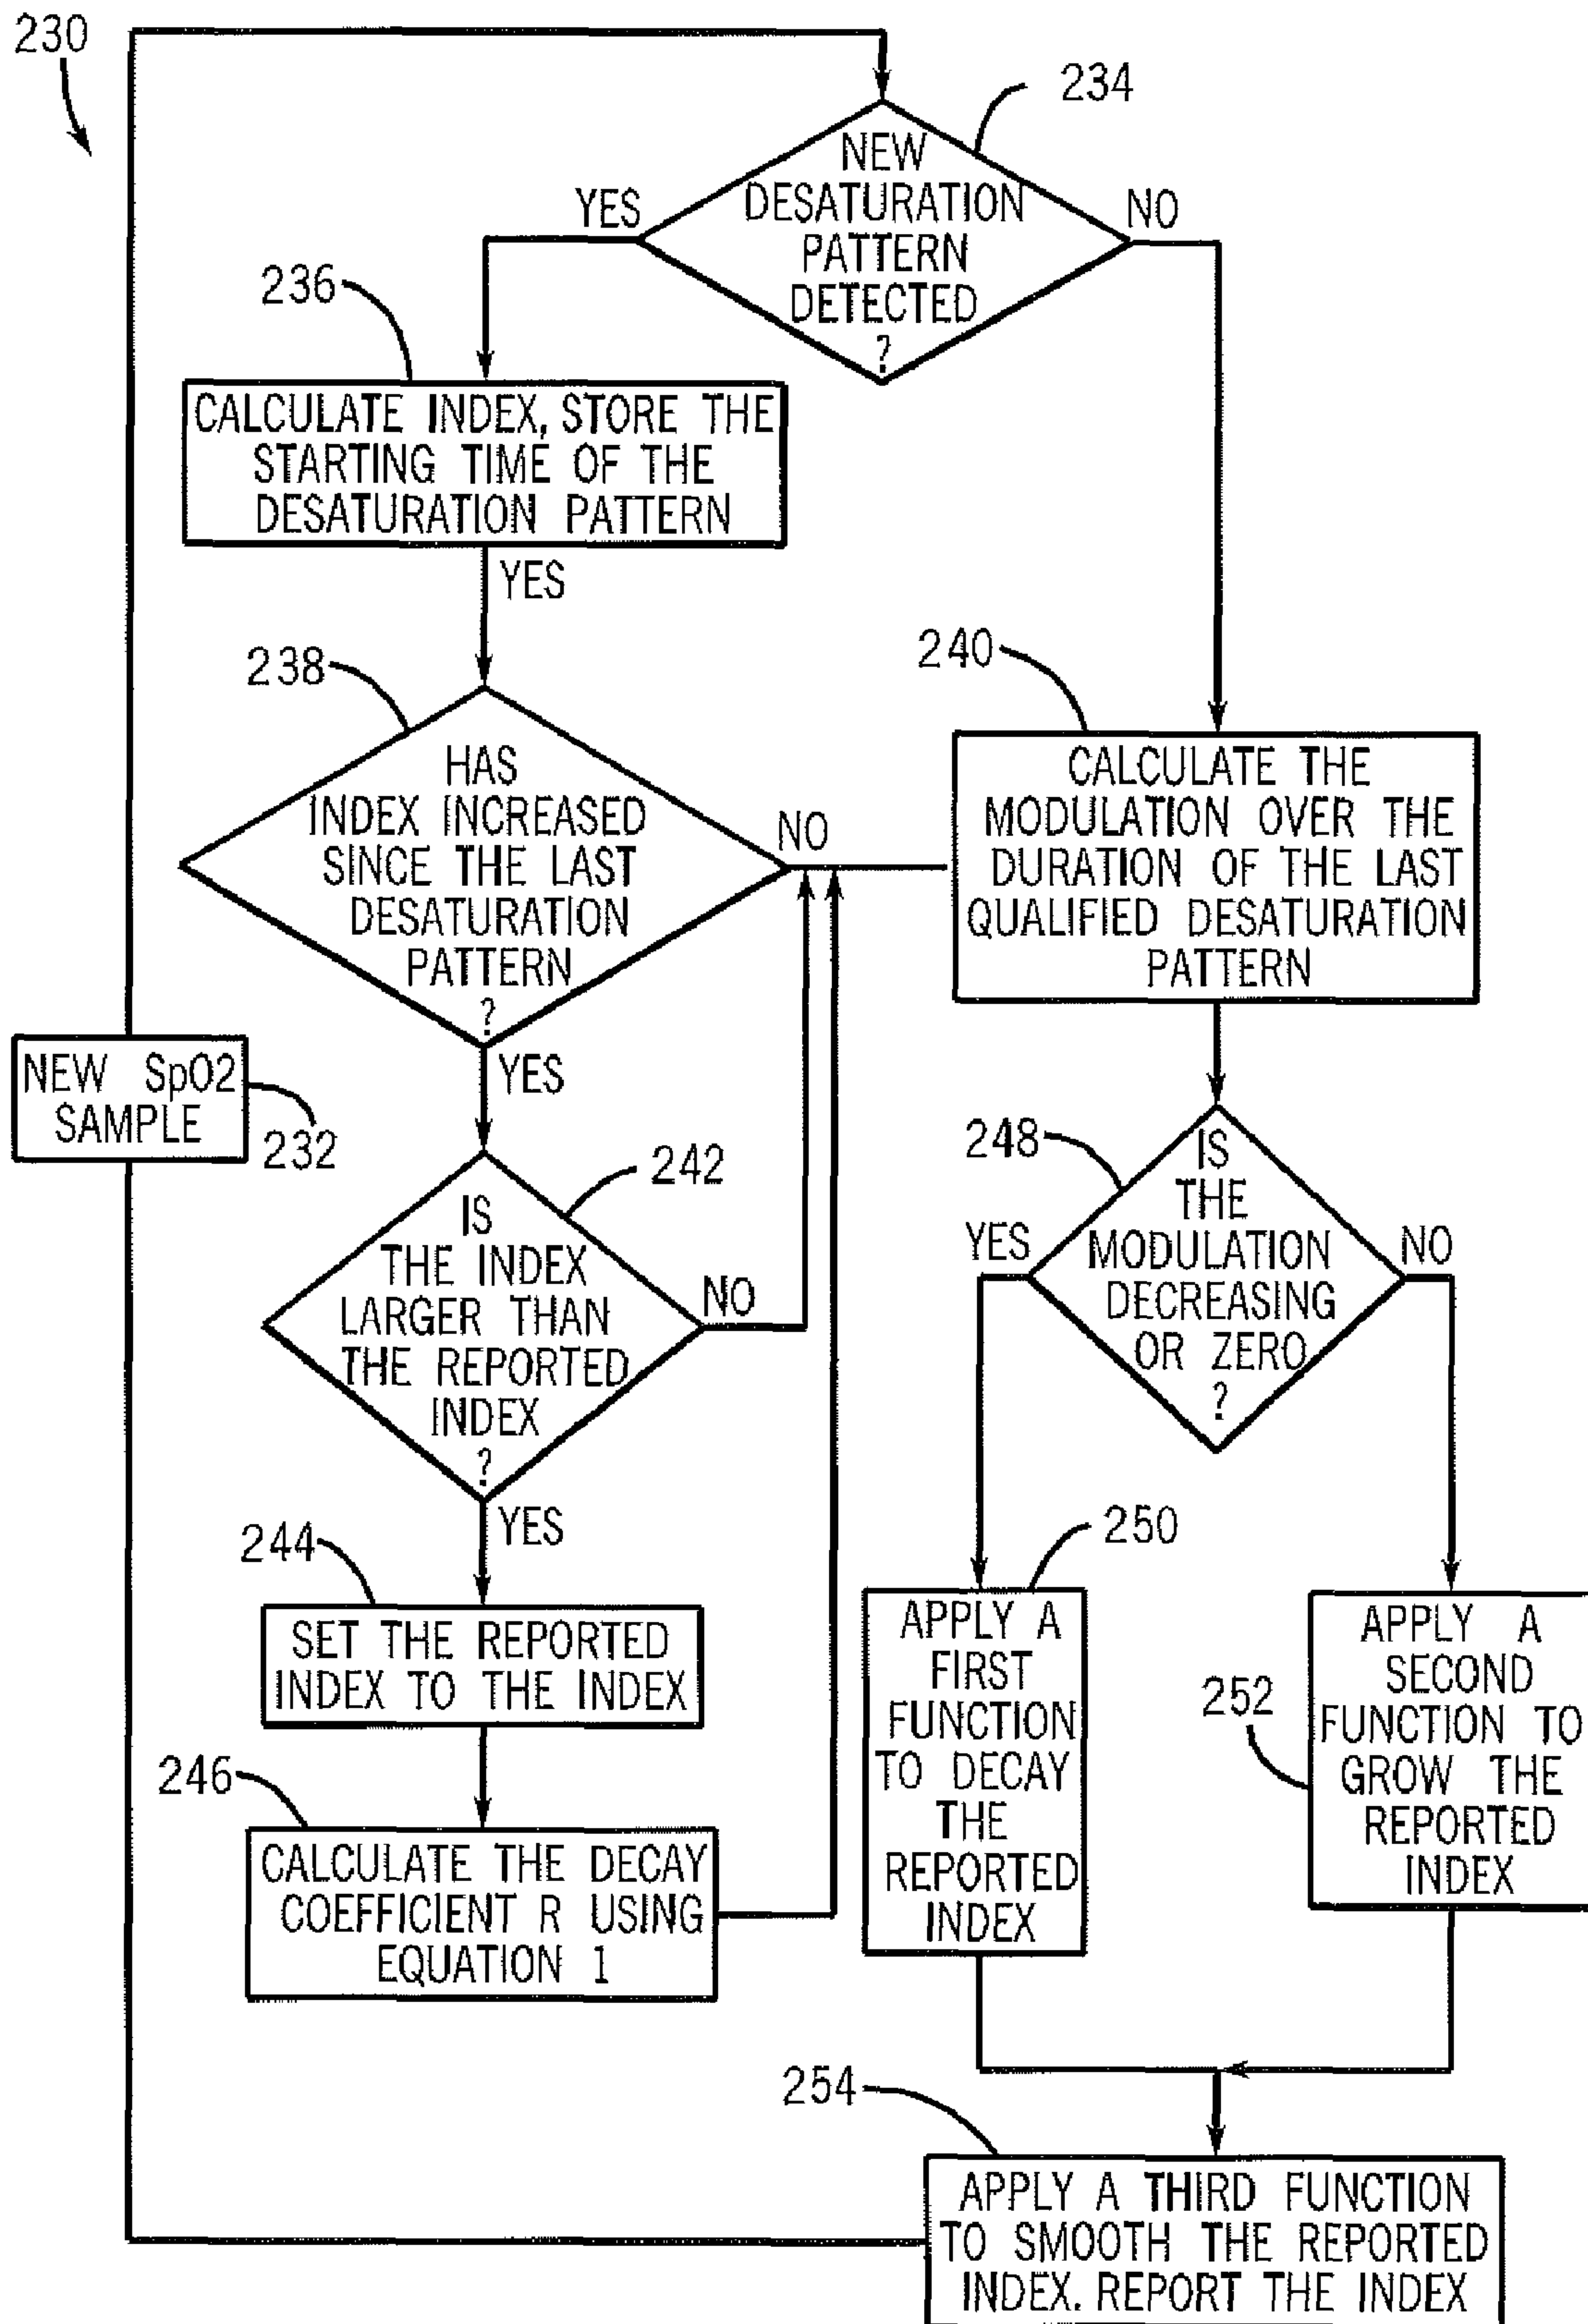 230
234
NEW
DESATURATION
PATTERN
DETECTED
?
YES
NO
236
CALCULATE INDEX, STORE THE
STARTING TIME OF THE
DESATURATION PATTERN
YES
238
HAS
INDEX INCREASED
SINCE THE LAST
DESATURATION
PATTERN
?
NO
YES
240
CALCULATE THE
MODULATION OVER THE
DURATION OF THE LAST
QUALIFIED DESATURATION
PATTERN
NEW SpO2
SAMPLE
232
242
IS
THE INDEX
LARGER THAN
THE REPORTED
INDEX
?
NO
YES
248
IS
THE
MODULATION
DECREASING
OR ZERO
?
YES
NO
244
SET THE REPORTED
INDEX TO THE INDEX
246
CALCULATE THE DECAY
COEFFICIENT R USING
EQUATION 1
250
APPLY A
FIRST
FUNCTION
TO DECAY
THE
REPORTED
INDEX
252
APPLY A
SECOND
FUNCTION TO
GROW THE
REPORTED
INDEX
254
APPLY A THIRD FUNCTION
TO SMOOTH THE REPORTED
INDEX. REPORT THE INDEX